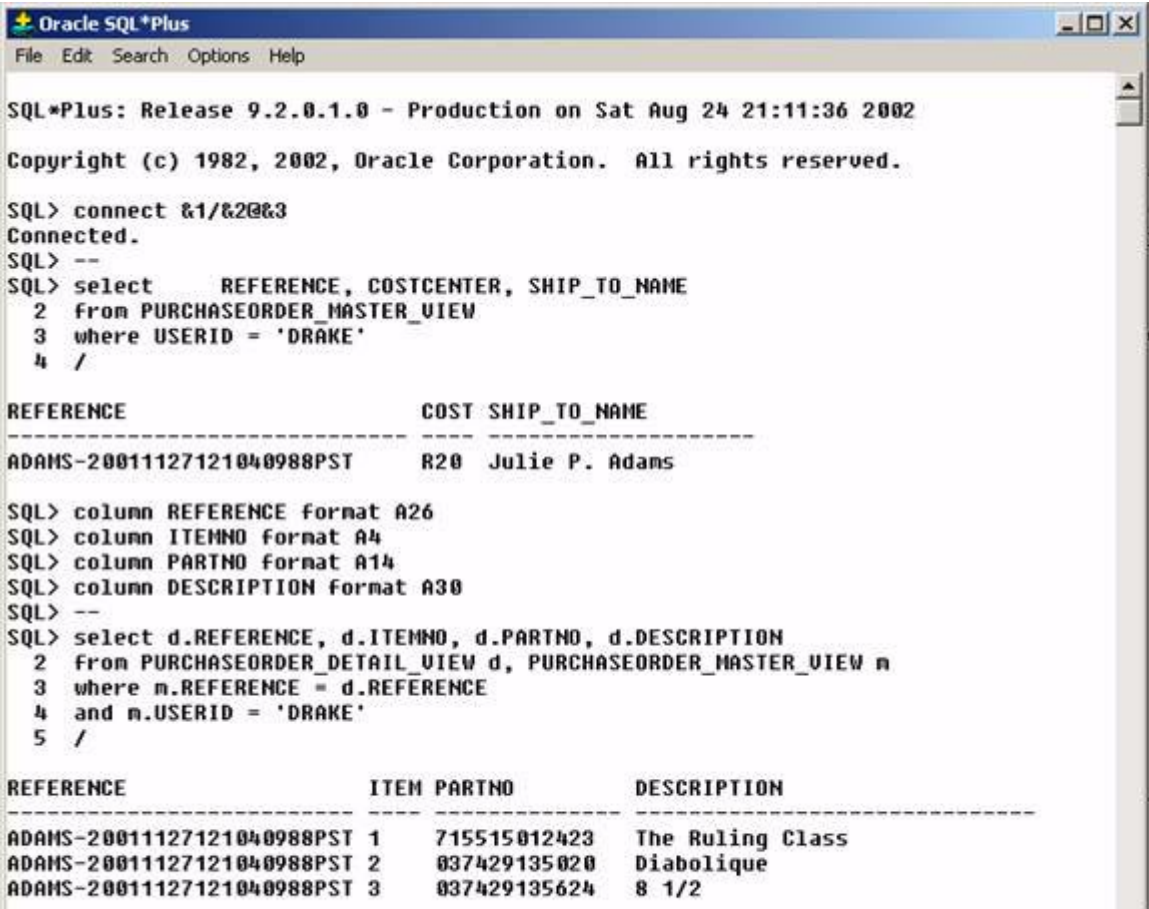 Oracle SQL*Plus
File Edit Search Options Help
SQL*Plus: Release 9.2.0.1.0 - Production on Sat Aug 24 21:11:36 2002
Copyright (c) 1982, 2002, Oracle Corporation.  All rights reserved.
SQL> connect &1/&2@&3
Connected.
SQL> --
SQL> select     REFERENCE, COSTCENTER, SHIP_TO_NAME
  2  from PURCHASEORDER_MASTER_VIEW
  3  where USERID = 'DRAKE'
  4  /
REFERENCE                      COST SHIP_TO_NAME
------------------------------ ---- --------------------
ADAMS-20011127121040988PST     R20  Julie P. Adams
SQL> column REFERENCE format A26
SQL> column ITEMNO format A4
SQL> column PARTNO format A14
SQL> column DESCRIPTION format A30
SQL> --
SQL> select d.REFERENCE, d.ITEMNO, d.PARTNO, d.DESCRIPTION
  2  from PURCHASEORDER_DETAIL_VIEW d, PURCHASEORDER_MASTER_VIEW m
  3  where m.REFERENCE = d.REFERENCE
  4  and m.USERID = 'DRAKE'
  5  /
REFERENCE                  ITEM PARTNO         DESCRIPTION
-------------------------- ---- -------------- ------------------------------
ADAMS-20011127121040988PST 1    715515012423   The Ruling Class
ADAMS-20011127121040988PST 2    037429135020   Diabolique
ADAMS-20011127121040988PST 3    037429135624   8 1/2